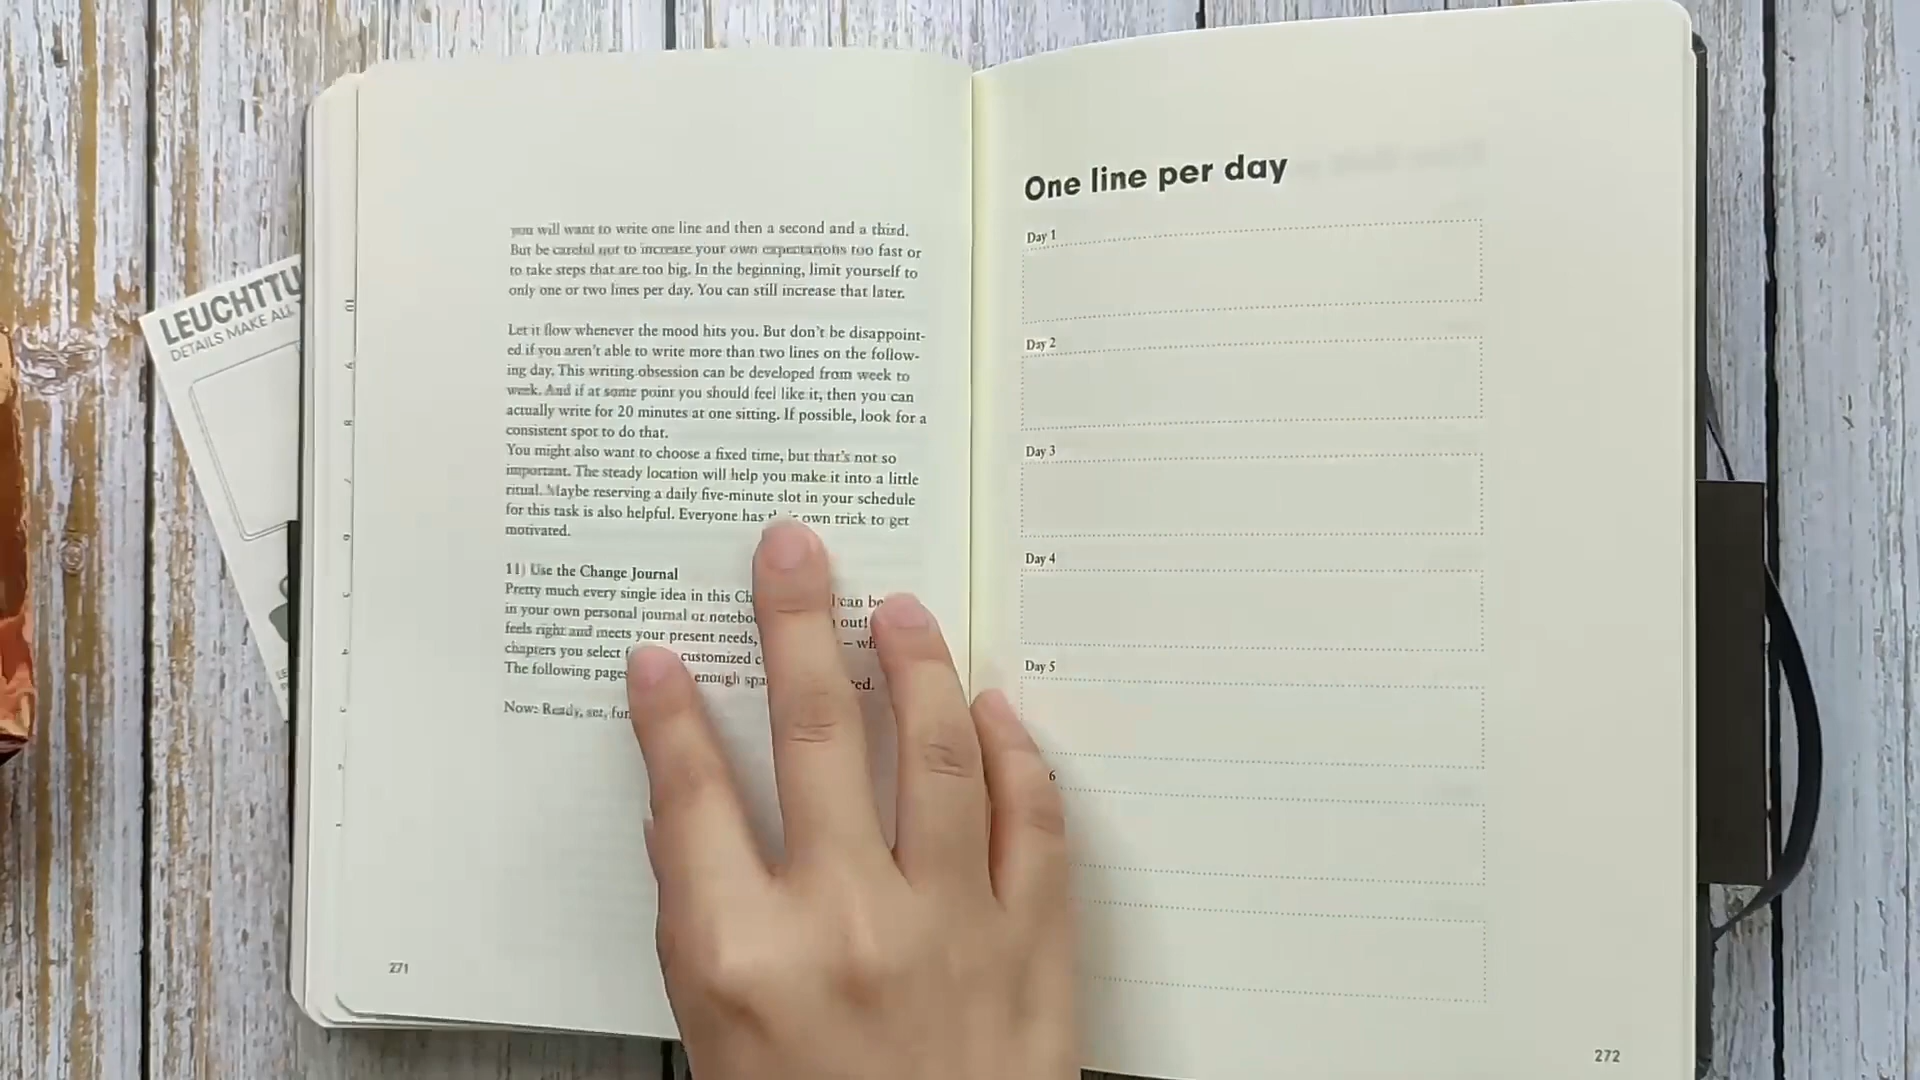 LEUCHTTU
DETAILS MAKE ALL
you will want to write one line and then a second and a third.
But be careful not to increase your own expectations too fast or
to take steps that are too big. In the beginning, limit yourself to
only one or two lines per day. You can still increase that later.
Let it flow whenever the mood hits you. But don't be disappoint-
ed if you aren't able to write more than two lines on the follow-
ing day. This writing obsession can be developed from week to
week. And if at some point you should feel like it, then you can
actually write for 20 minutes at one sitting. If possible, look for a
consistent spot to do that.
You might also want to choose a fixed time, but that's not so
important. The steady location will help you make it into a little
ritual. Maybe reserving a daily five-minute slot in your schedule
for this task is also helpful. Everyone has own trick to get
motivated.
11) Use the Change Journal
Pretty much every single idea in this Ch l can be
in your own personal journal or notebo out!
feels right and meets your present needs, – wh
chapters you select customized c
The following pages enough spa red.
Now: Ready, set, fun
271
One line per day
Day 1
Day 2
Day 3
Day 4
Day 5
6
272